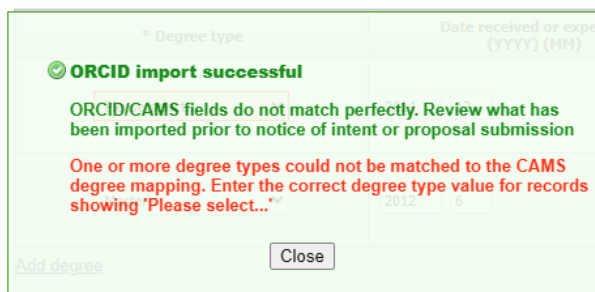 * Degree type
Date received or expe
(YYYY) (MM)
ORCID import successful
ORCID/CAMS fields do not match perfectly. Review what has
been imported prior to notice of intent or proposal submission
One or more degree types could not be matched to the CAMS
degree mapping. Enter the correct degree type value for records
showing 'Please select...'
2012 6
Close
Add degree